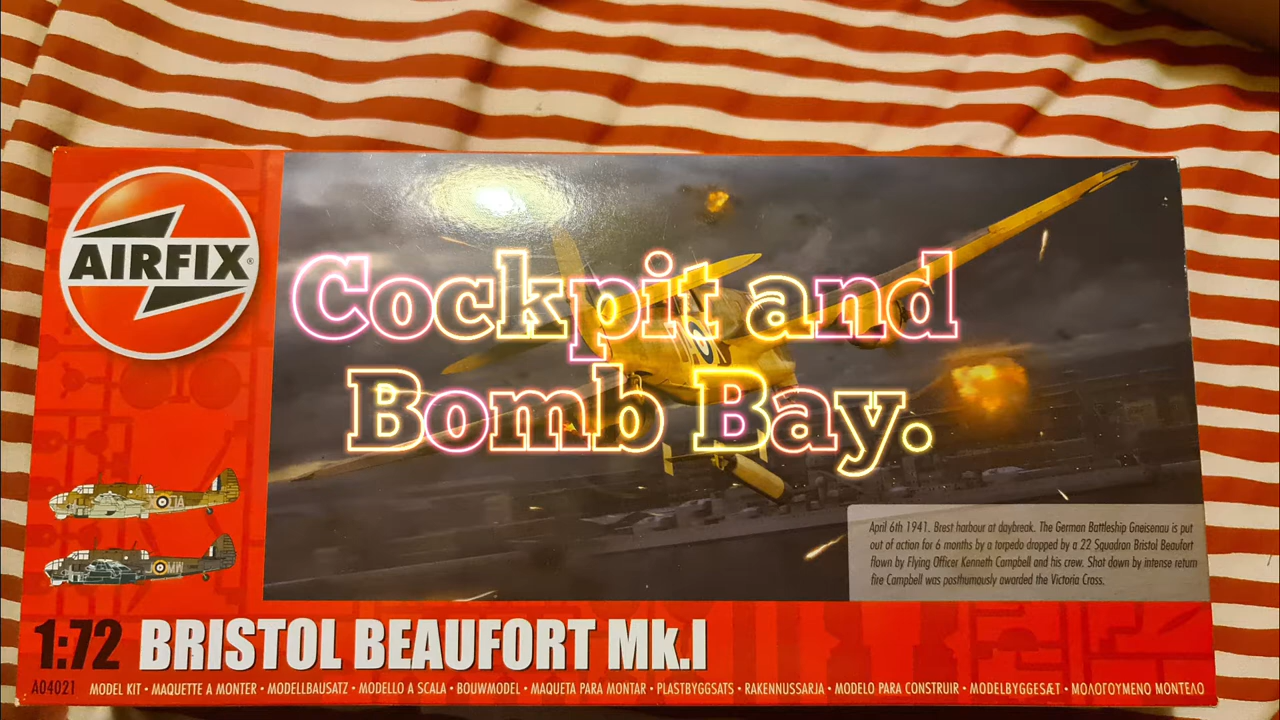 AIRFIX®
Cockpit and
Bomb Bay.
April 6th 1941. Brest harbour at daybreak. The German Battleship Gneisenau is put
out of action for 6 months by a torpedo dropped by a 22 Squadron Bristol Beaufort
flown by Flying Officer Kenneth Campbell and his crew. Shot down by intense return
fire Campbell was posthumously awarded the Victoria Cross.
1:72 BRISTOL BEAUFORT Mk.I
A04021 MODEL KIT • MAQUETTE A MONTER • MODELLBAUSATZ • MODELLO A SCALA • BOUWMODEL • MAQUETA PARA MONTAR • PLASTBYGGSATS • RAKENNUSSARJA • MODELO PARA CONSTRUIR • MODELBYGGESÆT • ΜΟΛΟΓΟΥΜΕΝΟ ΜΟΝΤΕΛΟ